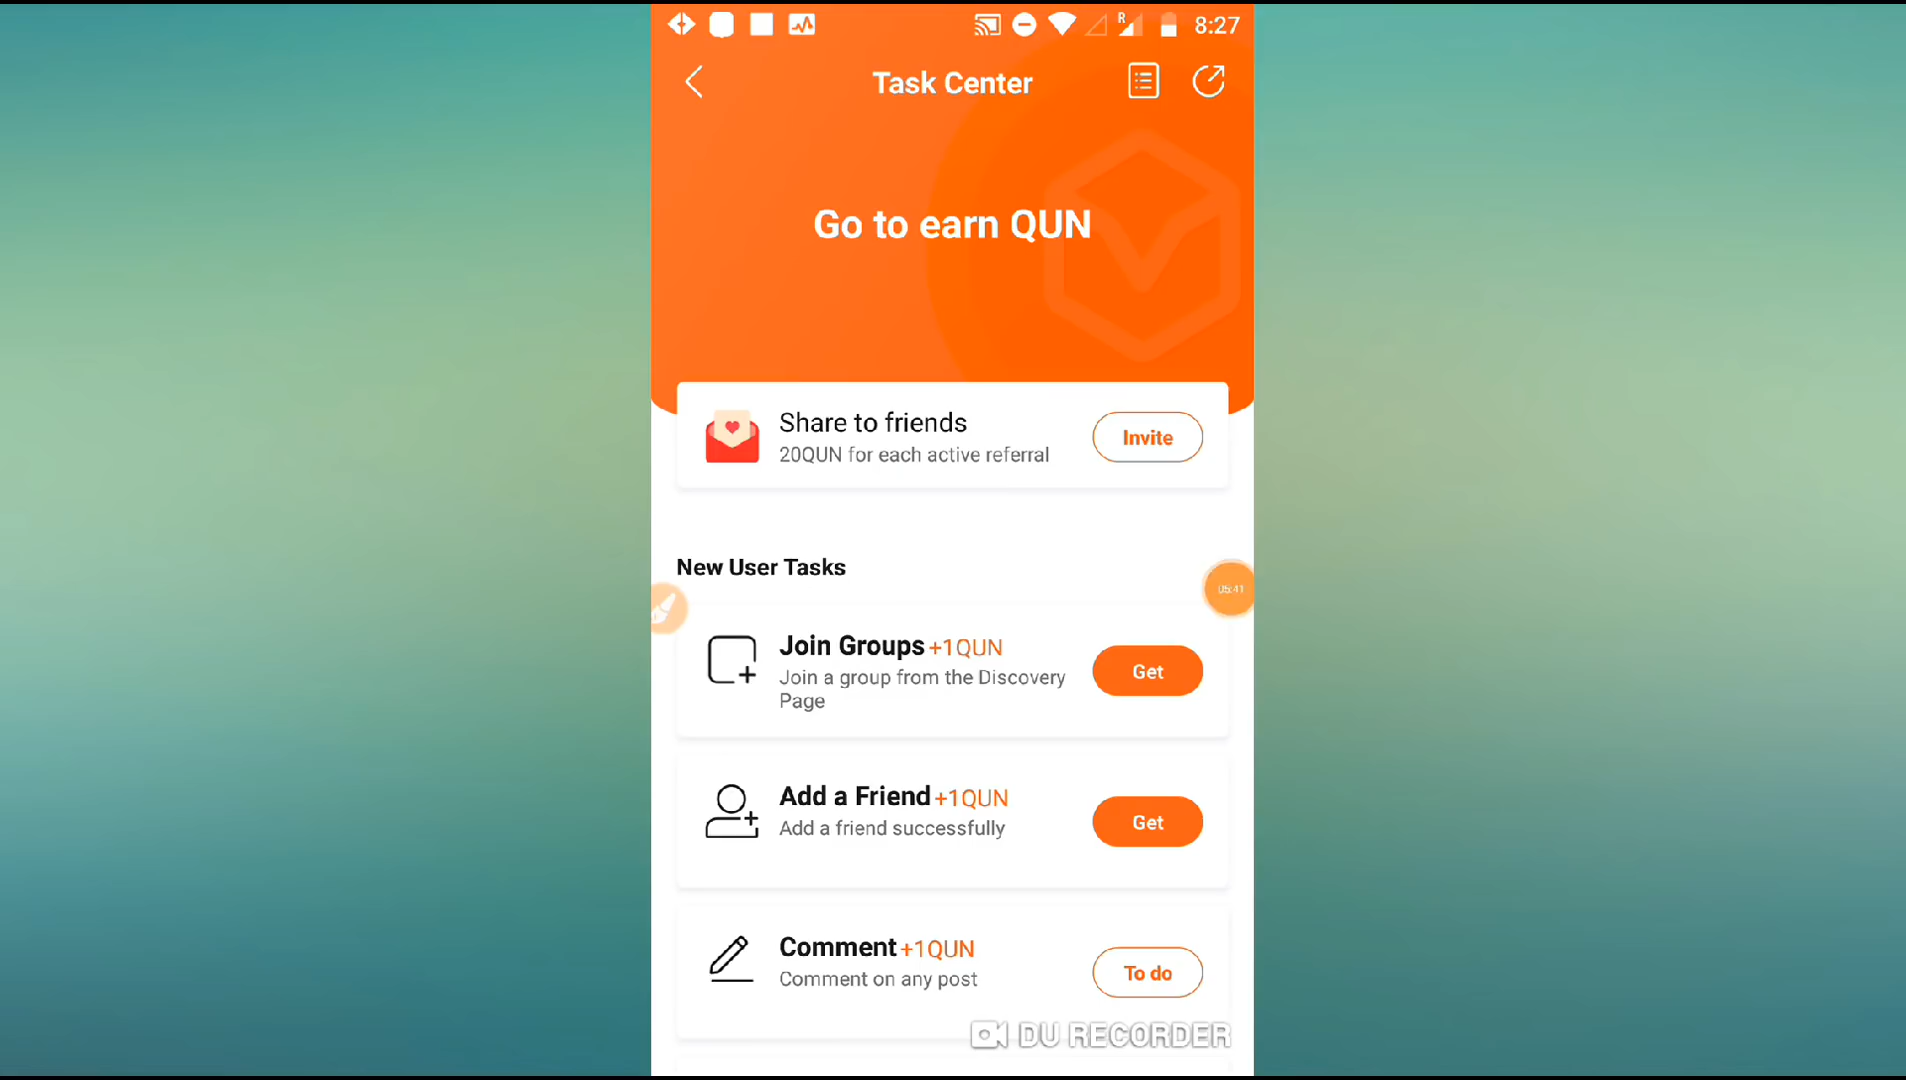 8:27
R
Task Center
Go to earn QUN
Share to friends
20QUN for each active referral
Invite
New User Tasks
05:41
Join Groups +1QUN
Join a group from the Discovery
Page
Get
Add a Friend +1QUN
Add a friend successfully
Get
Comment +1QUN
Comment on any post
To do
DU RECORDER